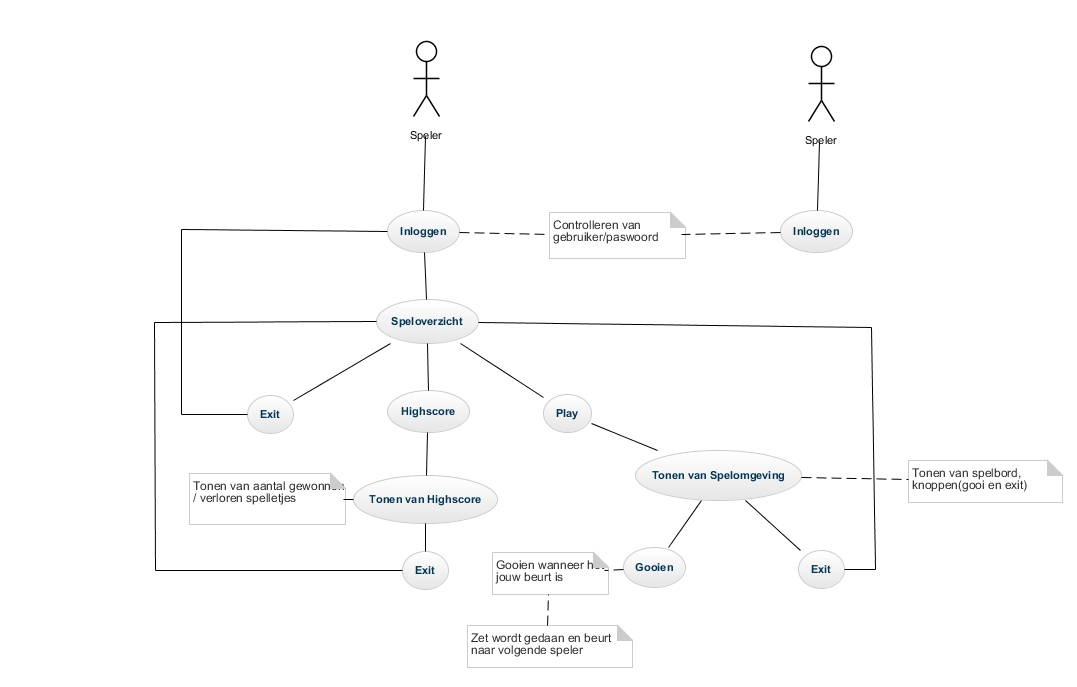 Speler
Speler
Inloggen
Controlleren van
gebruiker/paswoord
Inloggen
Speloverzicht
Exit
Highscore
Play
Tonen van aantal gewonnen
/ verloren spelletjes
Tonen van Highscore
Tonen van Spelomgeving
Tonen van spelbord,
knoppen(gooi en exit)
Exit
Gooien wanneer het
jouw beurt is
Gooien
Exit
Zet wordt gedaan en beurt
naar volgende speler